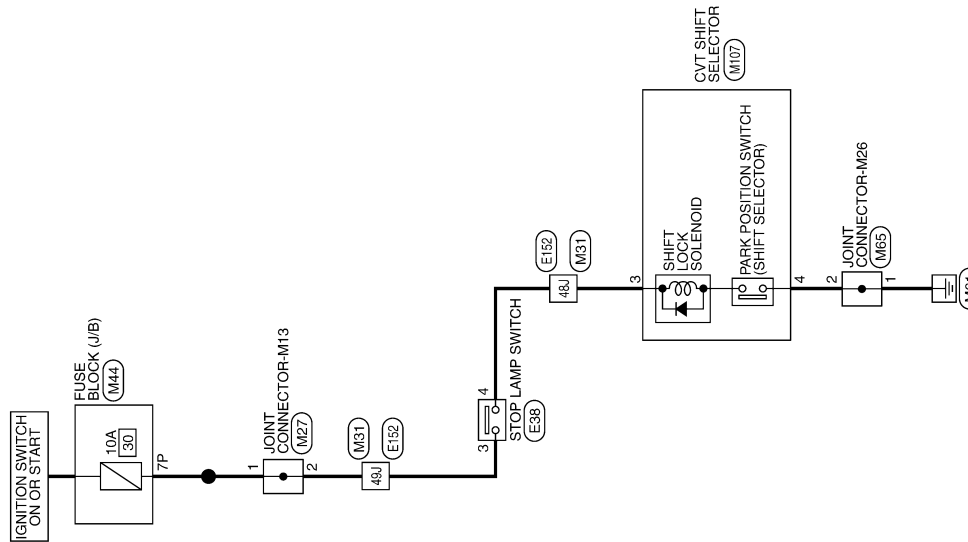 IGNITION SWITCH
ON OR START
FUSE
BLOCK (J/B)
M44
10A
30
7P
JOINT
CONNECTOR-M13
M27
1
2
M31
49J
E152
3
4
STOP LAMP SWITCH
E38
E152
48J
M31
CVT SHIFT
SELECTOR
M107
3
SHIFT
LOCK
SOLENOID
PARK POSITION SWITCH
(SHIFT SELECTOR)
4
JOINT
CONNECTOR-M26
M65
2
1